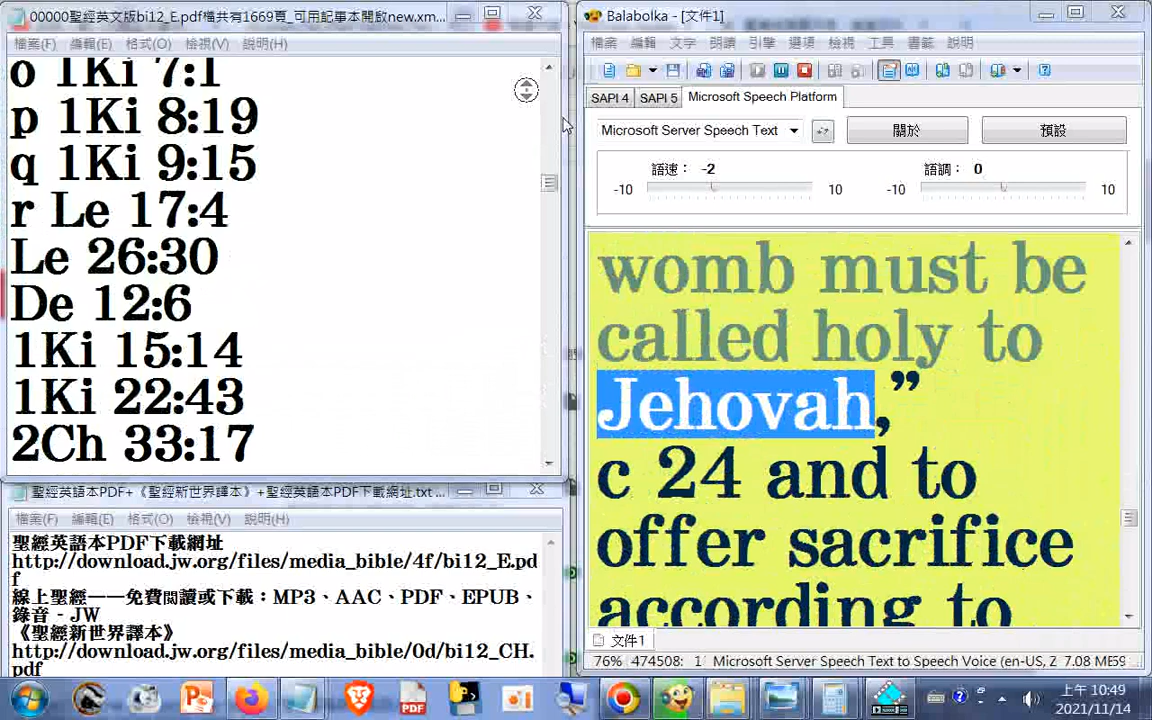 00000聖經英文版bi12_E.pdf檔共有1669頁_可用記事本開啟new.xm...
檔案(F) 編輯(E) 格式(O) 檢視(V) 說明(H)
o 1Ki 7:1
p 1Ki 8:19
q 1Ki 9:15
r Le 17:4
Le 26:30
De 12:6
1Ki 15:14
1Ki 22:43
2Ch 33:17
聖經英語本PDF+《聖經新世界譯本》+聖經英語本PDF下載網址.txt ...
檔案(F) 編輯(E) 格式(O) 檢視(V) 說明(H)
聖經英語本PDF下載網址
http://download.jw.org/files/media_bible/4f/bi12_E.pd
f
線上聖經——免費閱讀或下載：MP3、AAC、PDF、EPUB、
錄音 - JW
《聖經新世界譯本》
http://download.jw.org/files/media_bible/0d/bi12_CH.
pdf
Balabolka - [文件1]
檔案 編輯 文字 朗讀 引擎 選項 檢視 工具 書籤 說明
SAPI 4 SAPI 5 Microsoft Speech Platform
Microsoft Server Speech Text 關於 預設
語速： -2 語調： 0
-10 10 -10 10
womb must be
called holy to
Jehovah,”
c 24 and to
offer sacrifice
according to
文件1
76% 474508: 1 Microsoft Server Speech Text to Speech Voice (en-US, Z 7.08 ME
上午 10:49
2021/11/14